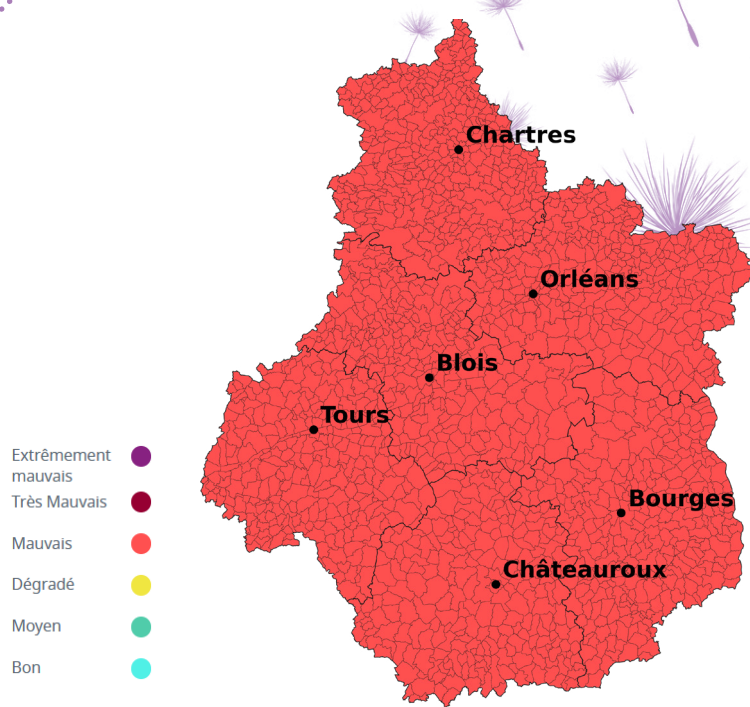 Chartres
Orléans
Blois
Tours
Bourges
Châteauroux
Extrêmement
mauvais
Très Mauvais
Mauvais
Dégradé
Moyen
Bon